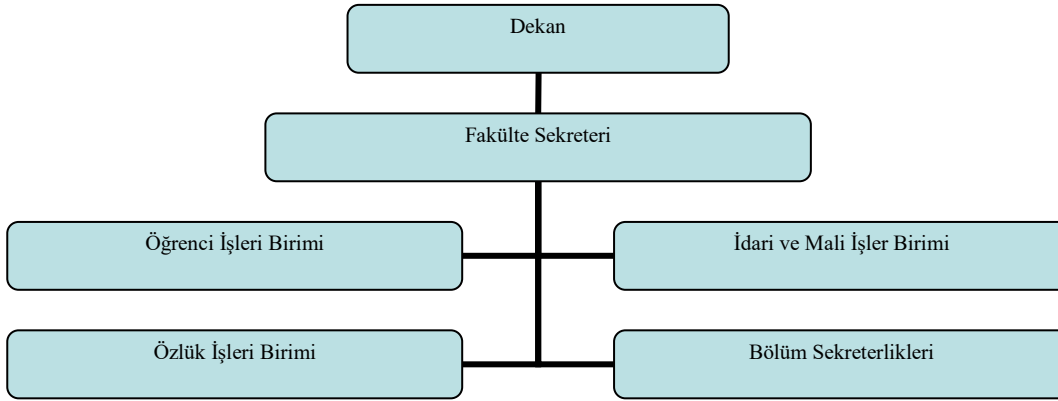 Dekan
Fakülte Sekreteri
Öğrenci İşleri Birimi
İdari ve Mali İşler Birimi
Özlük İşleri Birimi
Bölüm Sekreterlikleri